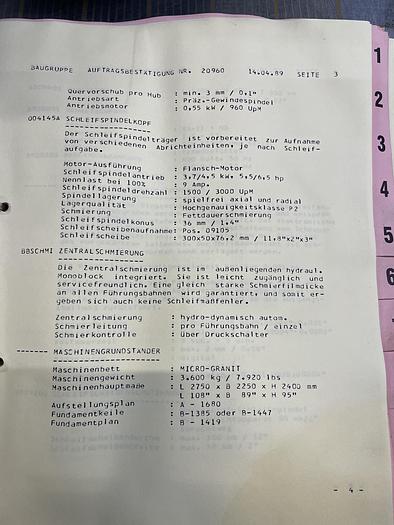 BAUGRUPPE AUFTRAGSBESTÄTIGUNG NR. 20960 14.04.89 SEITE 3
Quervorschub pro Hub : min. 3 mm / 0,1"
Antriebsart : Präz.-Gewindespindel
Antriebsmotor : 0,55 kW / 960 UpM
004145A SCHLEIFSPINDELKOPF
Der Schleifspindelträger ist vorbereitet zur Aufnahme
von verschiedenen Abrichteinheiten, je nach Schleif-
aufgabe.
Motor-Ausführung : Flansch-Motor
Schleifspindelantrieb : 3,7/4,5 kW, 5,5/6,5 hp
Nennlast bei 100% : 9 Amp.
Schleifspindeldrehzahl : 1500 / 3000 UpM
Spindellagerung : spielfrei axial und radial
Lagerqualität : Hochgenauigkeitsklasse P2
Schmierung : Fettdauerschmierung
Schleifspindelkonus : 36 mm / 1,4"
Schleifscheibenaufnahme: Pos. 09105
Schleifscheibe : 300x50x76,2 mm / 11,8"x2"x3"
BBSCHMI ZENTRALSCHMIERUNG
Die Zentralschmierung ist im außenliegenden hydraul.
Monoblock integriert. Sie ist leicht zugänglich und
servicefreundlich. Eine gleich starke Schmierfilmdicke
an allen Führungsbahnen wird garantiert, und somit er-
geben sich auch keine Schleifmaßfehler.
Zentralschmierung : hydro-dynamisch autom.
Schmierleitung : pro Führungsbahn / einzel
Schmierkontrolle : über Druckschalter
------ MASCHINENGRUNDSTÄNDER
Maschinenbett : MICRO-GRANIT
Maschinengewicht : 3.600 kg / 7.920 lbs
Maschinenhauptmaße : L 2750 x B 2250 x H 2400 mm
L 108" x B 89" x H 95"
Aufstellungsplan : A - 1680
Fundamentkeile : B-1385 oder B-1447
Fundamentplan : B - 1419
- 4 -
1
2
3
4
5
6